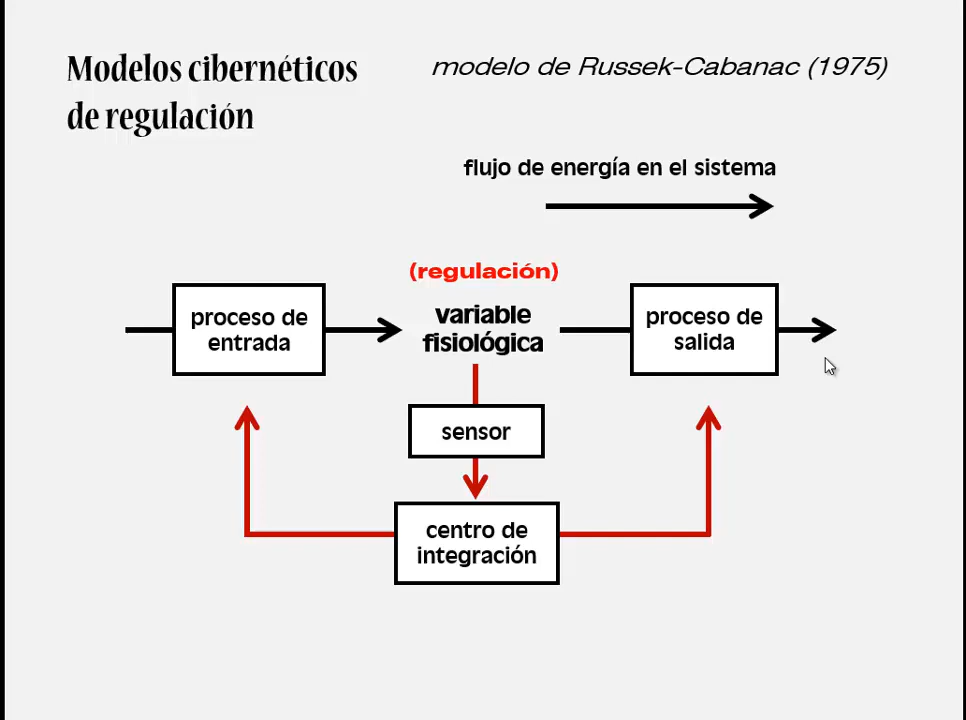 Modelos cibernéticos
de regulación
modelo de Russek-Cabanac (1975)
flujo de energía en el sistema
(regulación)
proceso de
entrada
variable
fisiológica
proceso de
salida
sensor
centro de
integración